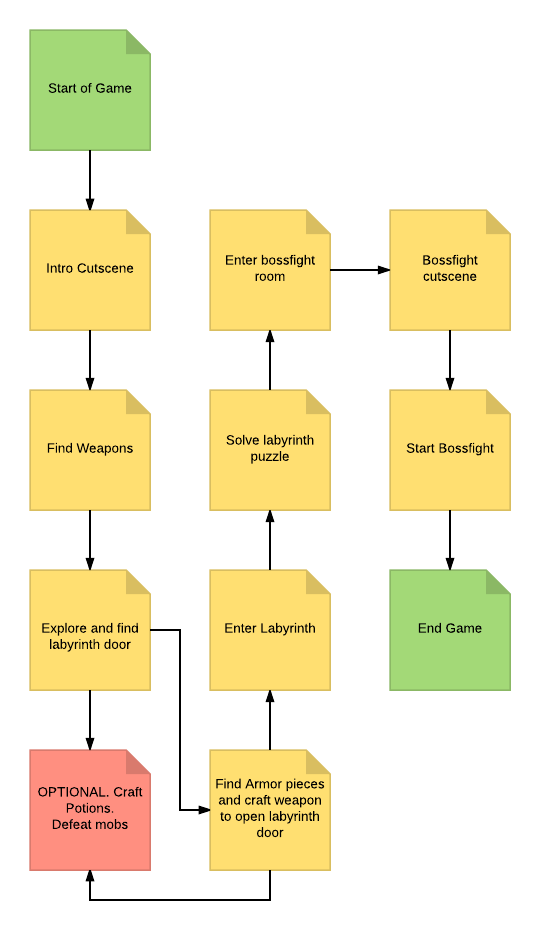 Start of Game
Intro Cutscene
Find Weapons
Explore and find
labyrinth door
OPTIONAL. Craft
Potions.
Defeat mobs
Find Armor pieces
and craft weapon
to open labyrinth
door
Enter Labyrinth
Solve labyrinth
puzzle
Enter bossfight
room
Bossfight
cutscene
Start Bossfight
End Game